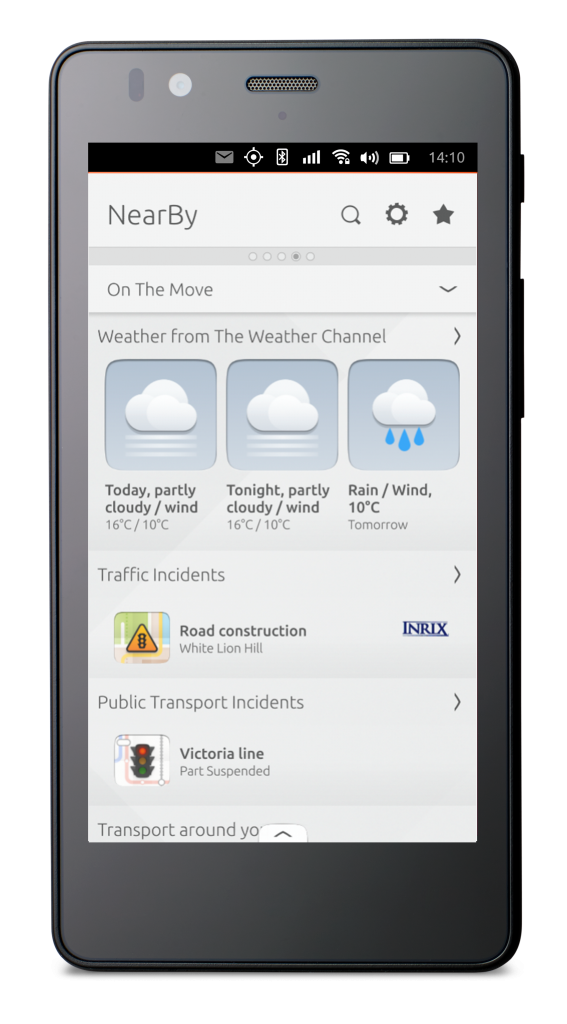 14:10
NearBy
On The Move
Weather from The Weather Channel
Today, partly
cloudy / wind
16°C / 10°C
Tonight, partly
cloudy / wind
16°C / 10°C
Rain / Wind,
10°C
Tomorrow
Traffic Incidents
Road construction
White Lion Hill
INRIX
Public Transport Incidents
Victoria line
Part Suspended
Transport around yo